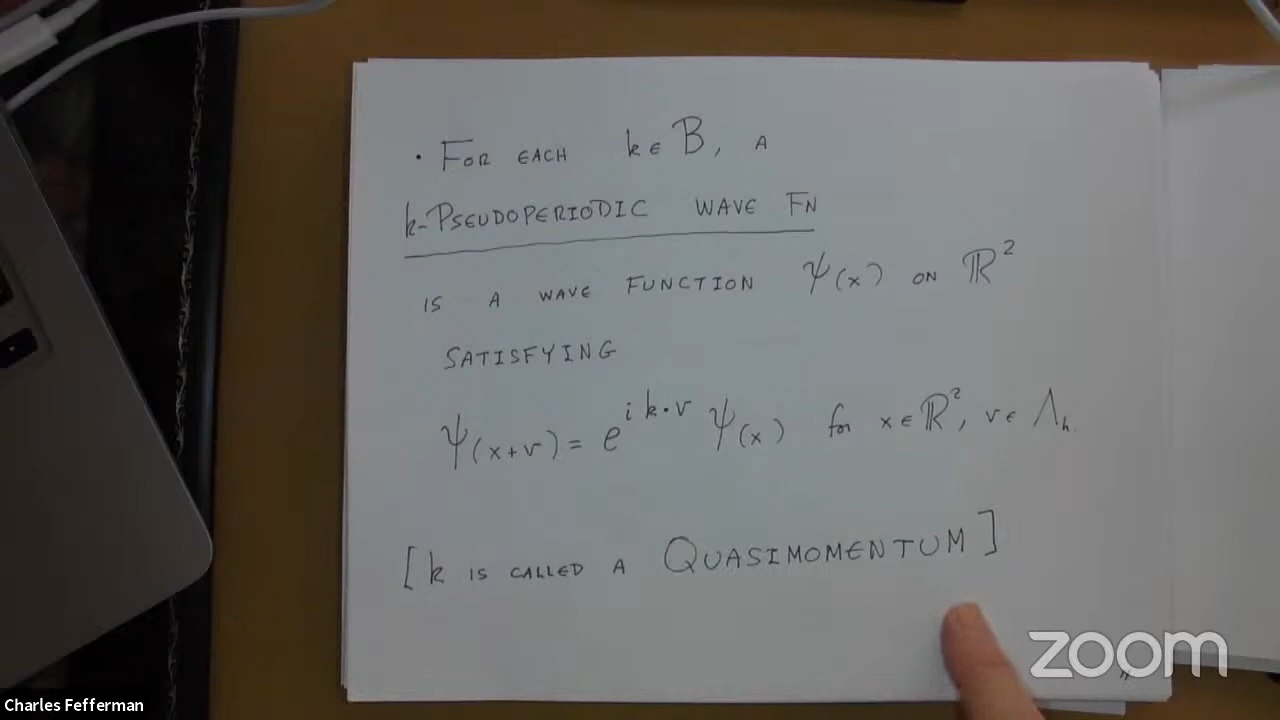 • FOR EACH k ∈ B, A
k-PSEUDOPERIODIC WAVE FN
IS A WAVE FUNCTION ψ(x) ON ℝ²
SATISFYING
ψ(x+v) = e^{i k·v} ψ(x) for x ∈ ℝ², v ∈ Λ_h.
[k IS CALLED A QUASIMOMENTUM]
zoom
Charles Fefferman